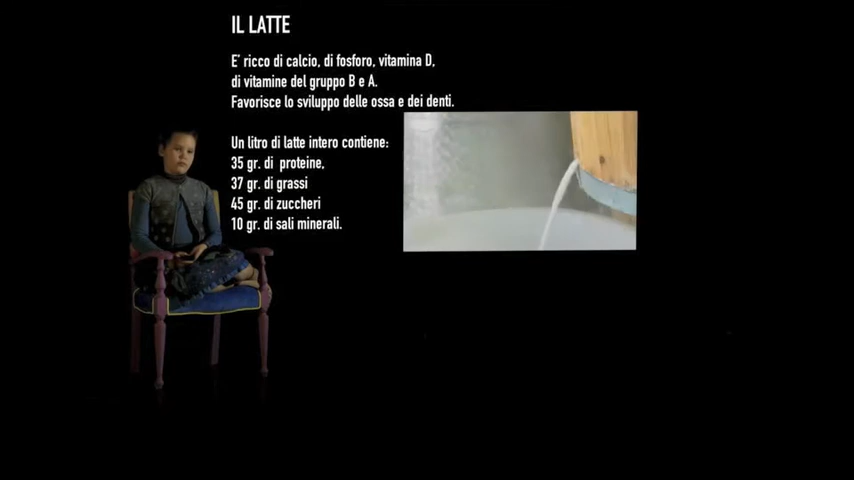 IL LATTE
E' ricco di calcio, di fosforo, vitamina D,
di vitamine del gruppo B e A.
Favorisce lo sviluppo delle ossa e dei denti.
Un litro di latte intero contiene:
35 gr. di proteine,
37 gr. di grassi
45 gr. di zuccheri
10 gr. di sali minerali.